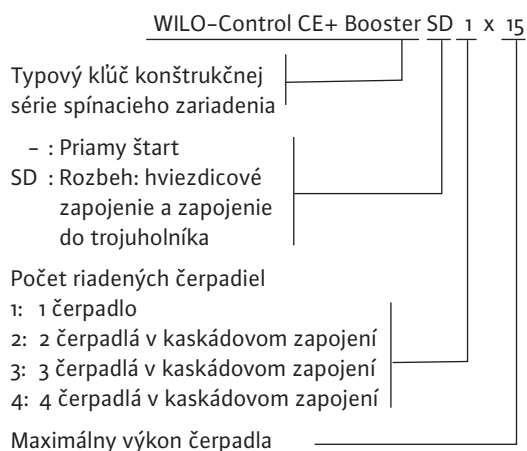 WILO-Control CE+ Booster SD 1 x 15
Typový kľúč konštrukčnej
série spínacieho zariadenia
- : Priamy štart
SD : Rozbeh: hviezdicové
zapojenie a zapojenie
do trojuholníka
Počet riadených čerpadiel
1: 1 čerpadlo
2: 2 čerpadlá v kaskádovom zapojení
3: 3 čerpadlá v kaskádovom zapojení
4: 4 čerpadlá v kaskádovom zapojení
Maximálny výkon čerpadla